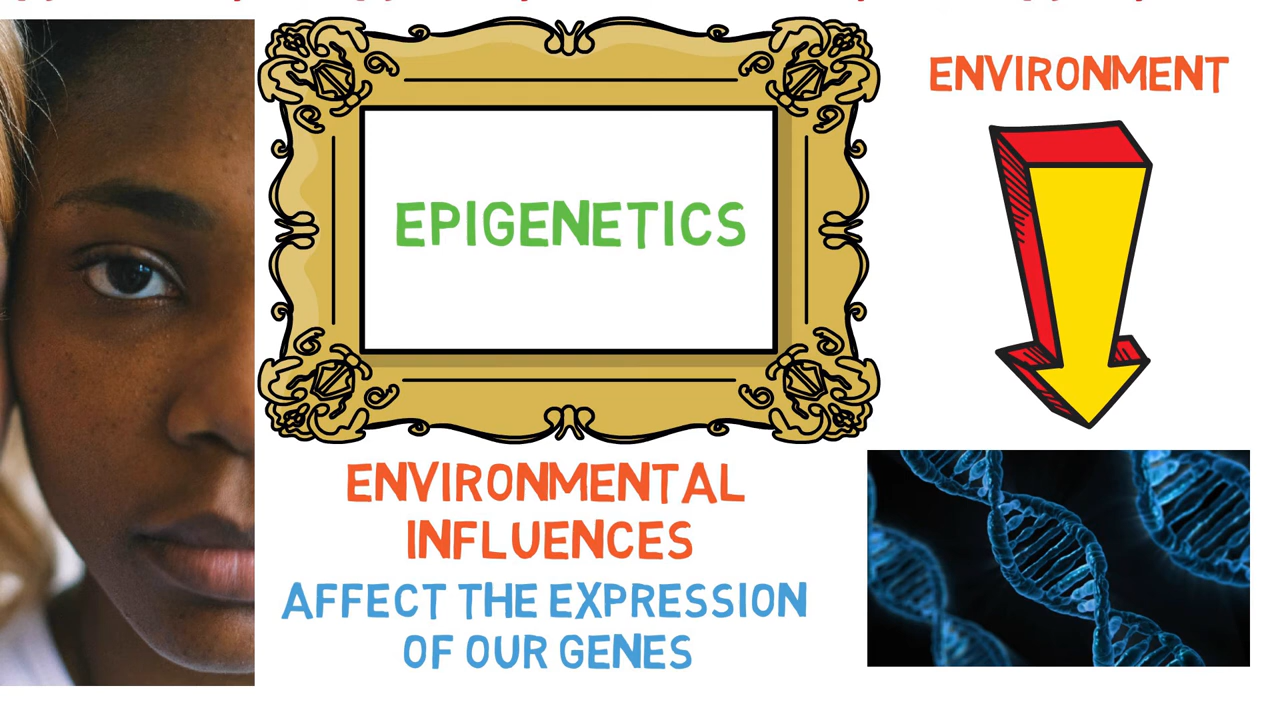 EPIGENETICS
ENVIRONMENTAL
INFLUENCES
AFFECT THE EXPRESSION
OF OUR GENES
ENVIRONMENT